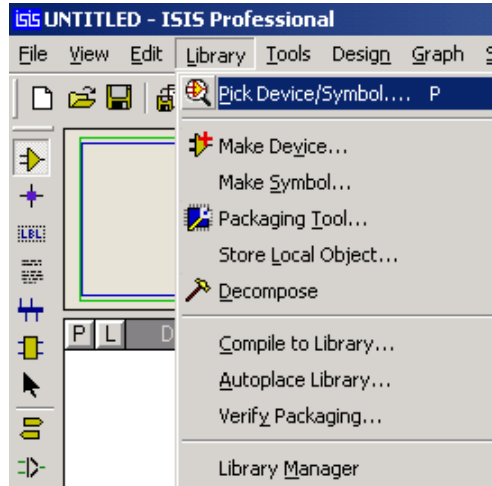 isis UNTITLED - ISIS Professional
File View Edit Library Tools Design Graph
Pick Device/Symbol.... P
Make Device...
Make Symbol...
Packaging Tool...
LBL
Store Local Object...
Decompose
P L D
Compile to Library...
Autoplace Library...
Verify Packaging...
Library Manager